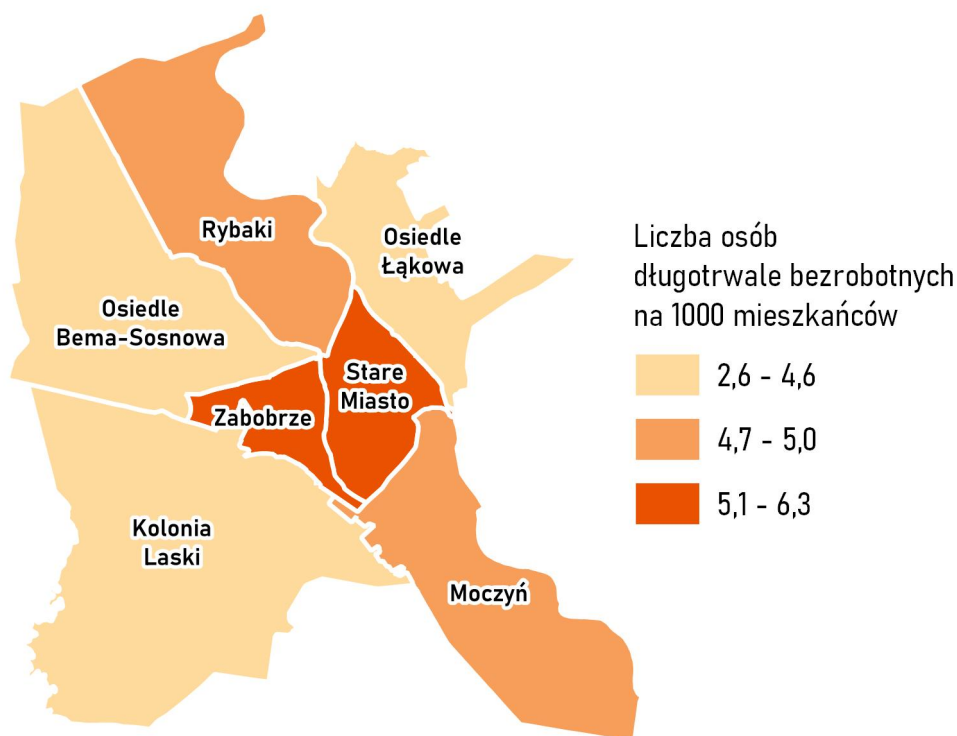 Rybaki
Osiedle
Łąkowa
Osiedle
Bema-Sosnowa
Stare
Miasto
Zabobrze
Kolonia
Laski
Moczyń
Liczba osób
długotrwale bezrobotnych
na 1000 mieszkańców
2,6 - 4,6
4,7 - 5,0
5,1 - 6,3